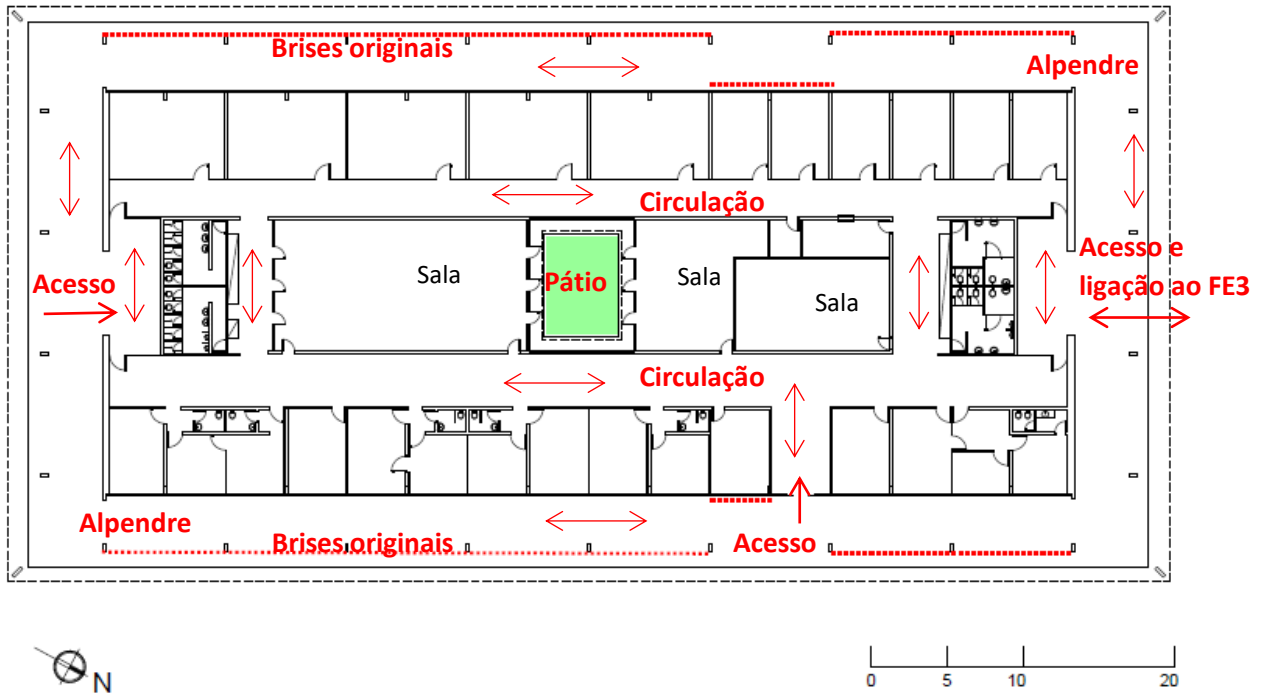 Brises originais
Alpendre
Circulação
Acesso
Sala
Pátio
Sala
Sala
Acesso e
ligação ao FE3
Circulação
Alpendre
Brises originais
Acesso
N
0 5 10 20